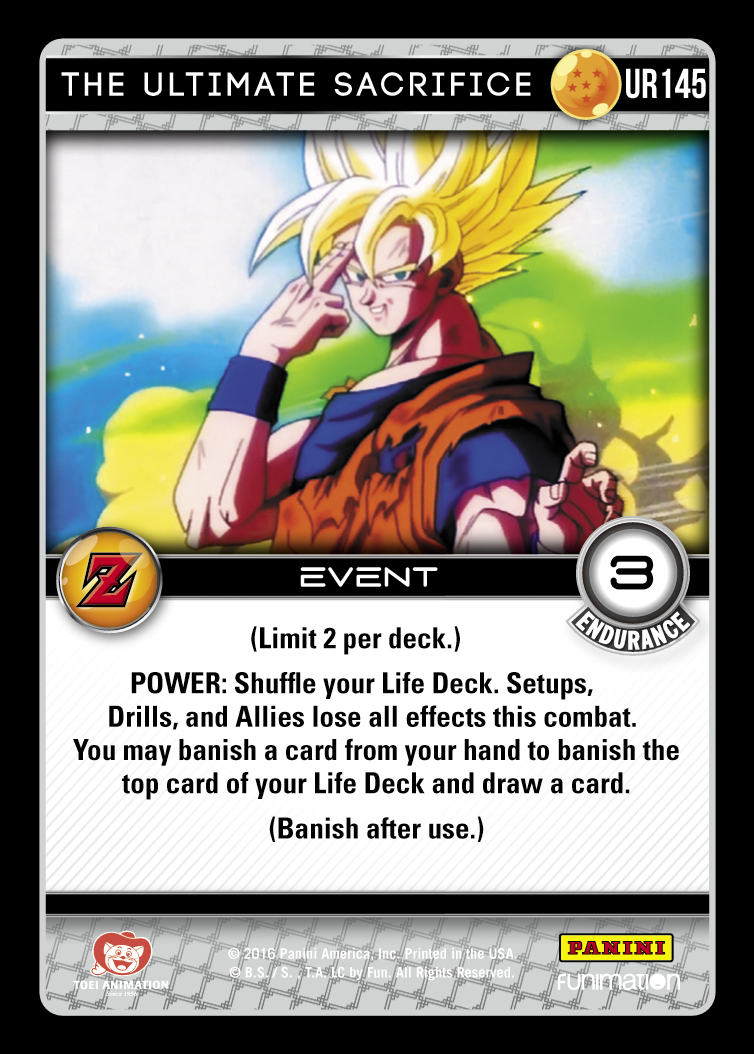 THE ULTIMATE SACRIFICE UR145
Z EVENT 3
ENDURANCE
(Limit 2 per deck.)
POWER: Shuffle your Life Deck. Setups,
Drills, and Allies lose all effects this combat.
You may banish a card from your hand to banish the
top card of your Life Deck and draw a card.
(Banish after use.)
TOEI ANIMATION
Since 1956
© 2016 Panini America, Inc. Printed in the USA.
© B.S. / S. , T.A. LC by Fun. All Rights Reserved.
PANINI
FUNimation